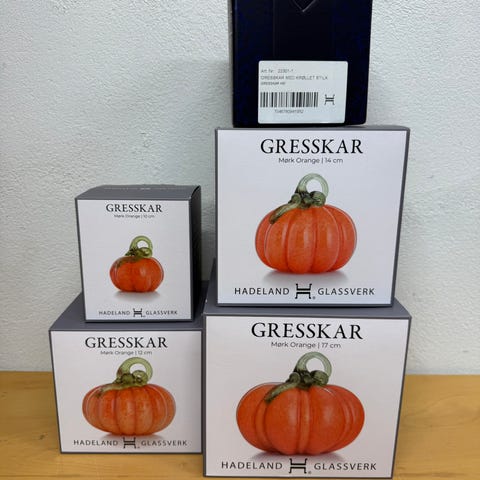 Art. Nr. 22301-1
GRESSKAR MED KRØLLET STILK
GRESSKAR
GRESSKAR
Mørk Orange | 14 cm
HADELAND GLASSVERK
GRESSKAR
Mørk Orange | 10 cm
HADELAND GLASSVERK
GRESSKAR
Mørk Orange | 12 cm
HADELAND GLASSVERK
GRESSKAR
Mørk Orange | 17 cm
HADELAND GLASSVERK